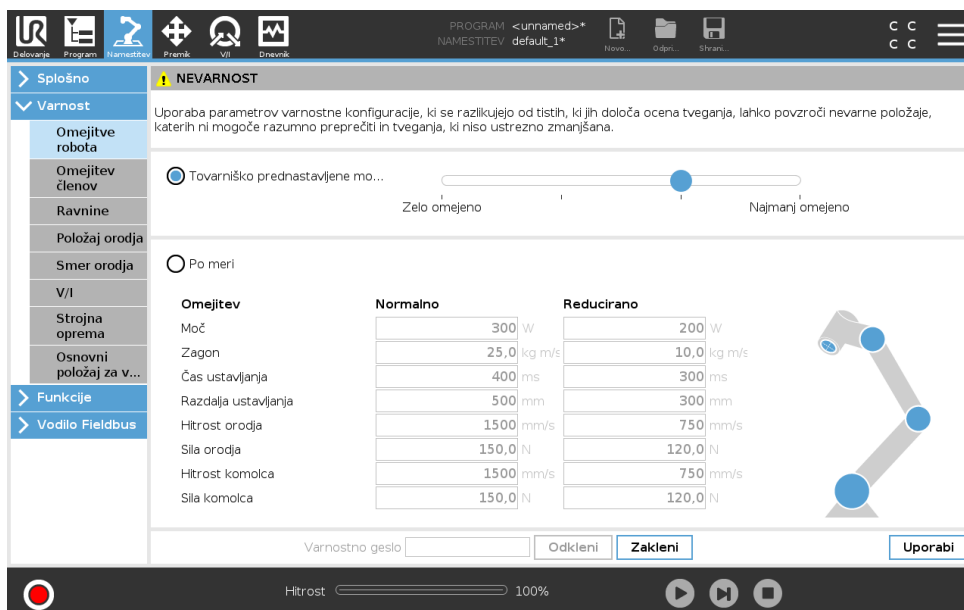 PROGRAM <unnamed>*
NAMESTITEV default_1*
Delovanje Program Namestitev Premik V/I Dnevnik Novo... Odpri... Shrani...
C C
C C
Splošno
Varnost
Omejitve robota
Omejitev členov
Ravnine
Položaj orodja
Smer orodja
V/I
Strojna oprema
Osnovni položaj za v...
Funkcije
Vodilo Fieldbus
NEVARNOST
Uporaba parametrov varnostne konfiguracije, ki se razlikujejo od tistih, ki jih določa ocena tveganja, lahko povzroči nevarne položaje,
katerih ni mogoče razumno preprečiti in tveganja, ki niso ustrezno zmanjšana.
Tovarniško prednastavljene mo...
Zelo omejeno Najmanj omejeno
Po meri
Omejitev Normalno Reducirano
Moč 300 W 200 W
Zagon 25,0 kg m/s 10,0 kg m/s
Čas ustavljanja 400 ms 300 ms
Razdalja ustavljanja 500 mm 300 mm
Hitrost orodja 1500 mm/s 750 mm/s
Sila orodja 150,0 N 120,0 N
Hitrost komolca 1500 mm/s 750 mm/s
Sila komolca 150,0 N 120,0 N
Varnostno geslo Odkleni Zakleni Uporabi
Hitrost 100%